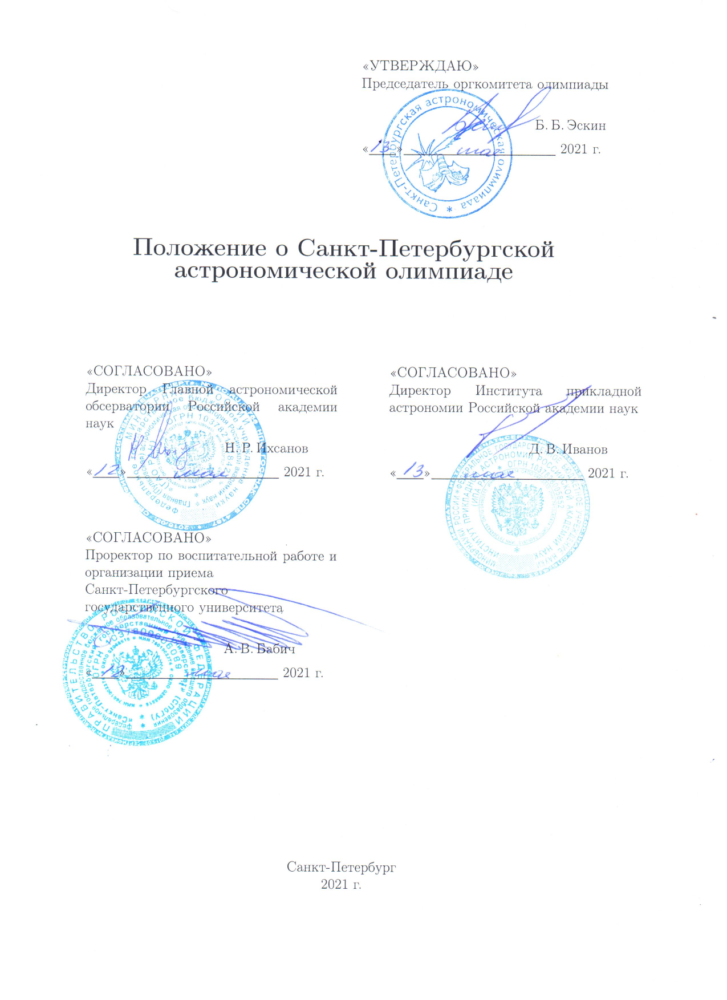 «УТВЕРЖДАЮ»
Председатель оргкомитета олимпиады
Б. Б. Эскин
«13» мая 2021 г.
Санкт-Петербургская астрономическая олимпиада *
Положение о Санкт-Петербургской
астрономической олимпиаде
«СОГЛАСОВАНО»
Директор Главной астрономической
обсерватории Российской академии
наук
Н. Р. Ихсанов
«12» мая 2021 г.
«СОГЛАСОВАНО»
Директор Института прикладной
астрономии Российской академии наук
Д. В. Иванов
«13» мая 2021 г.
«СОГЛАСОВАНО»
Проректор по воспитательной работе и
организации приема
Санкт-Петербургского
государственного университета
А. В. Бабич
«12» мая 2021 г.
ПРАВИТЕЛЬСТВО РОССИЙСКОЙ ФЕДЕРАЦИИ
Санкт-Петербург
2021 г.